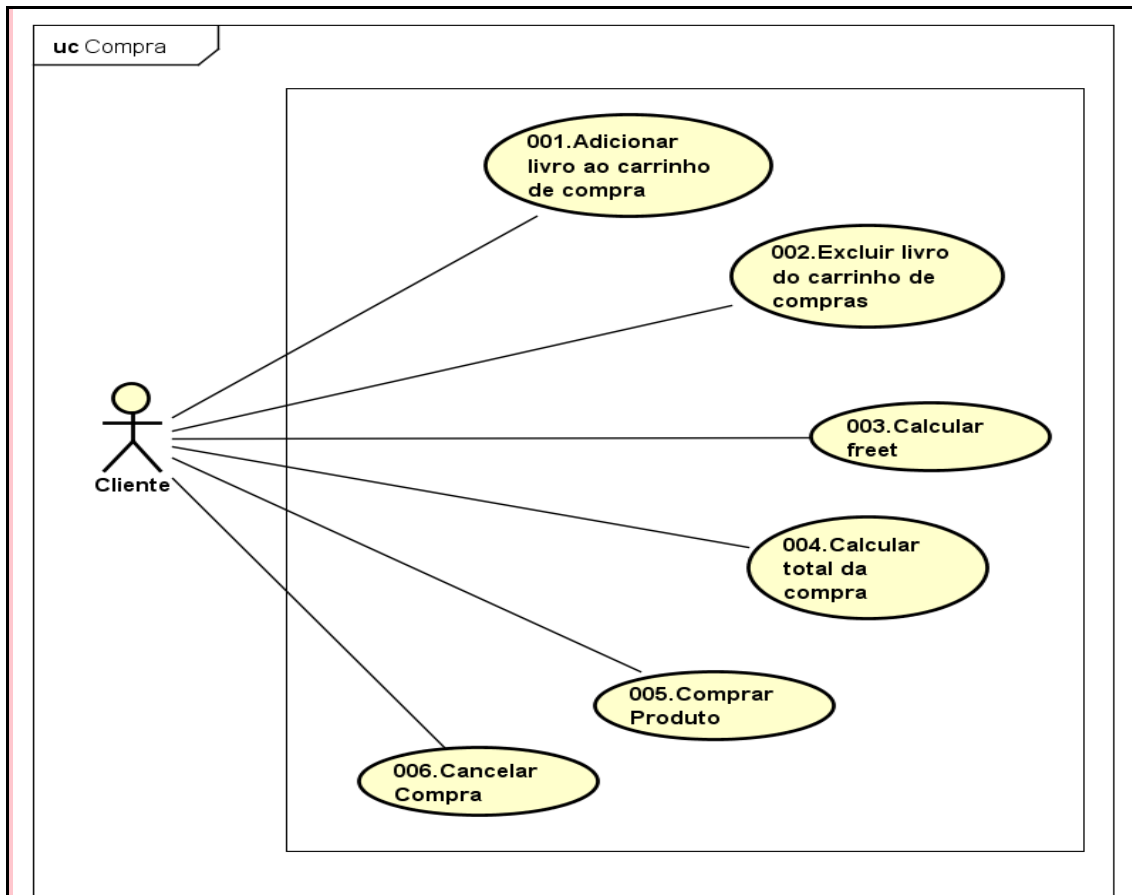 uc Compra
001.Adicionar
livro ao carrinho
de compra
002.Excluir livro
do carrinho de
compras
003.Calcular
freet
Cliente
004.Calcular
total da
compra
005.Comprar
Produto
006.Cancelar
Compra